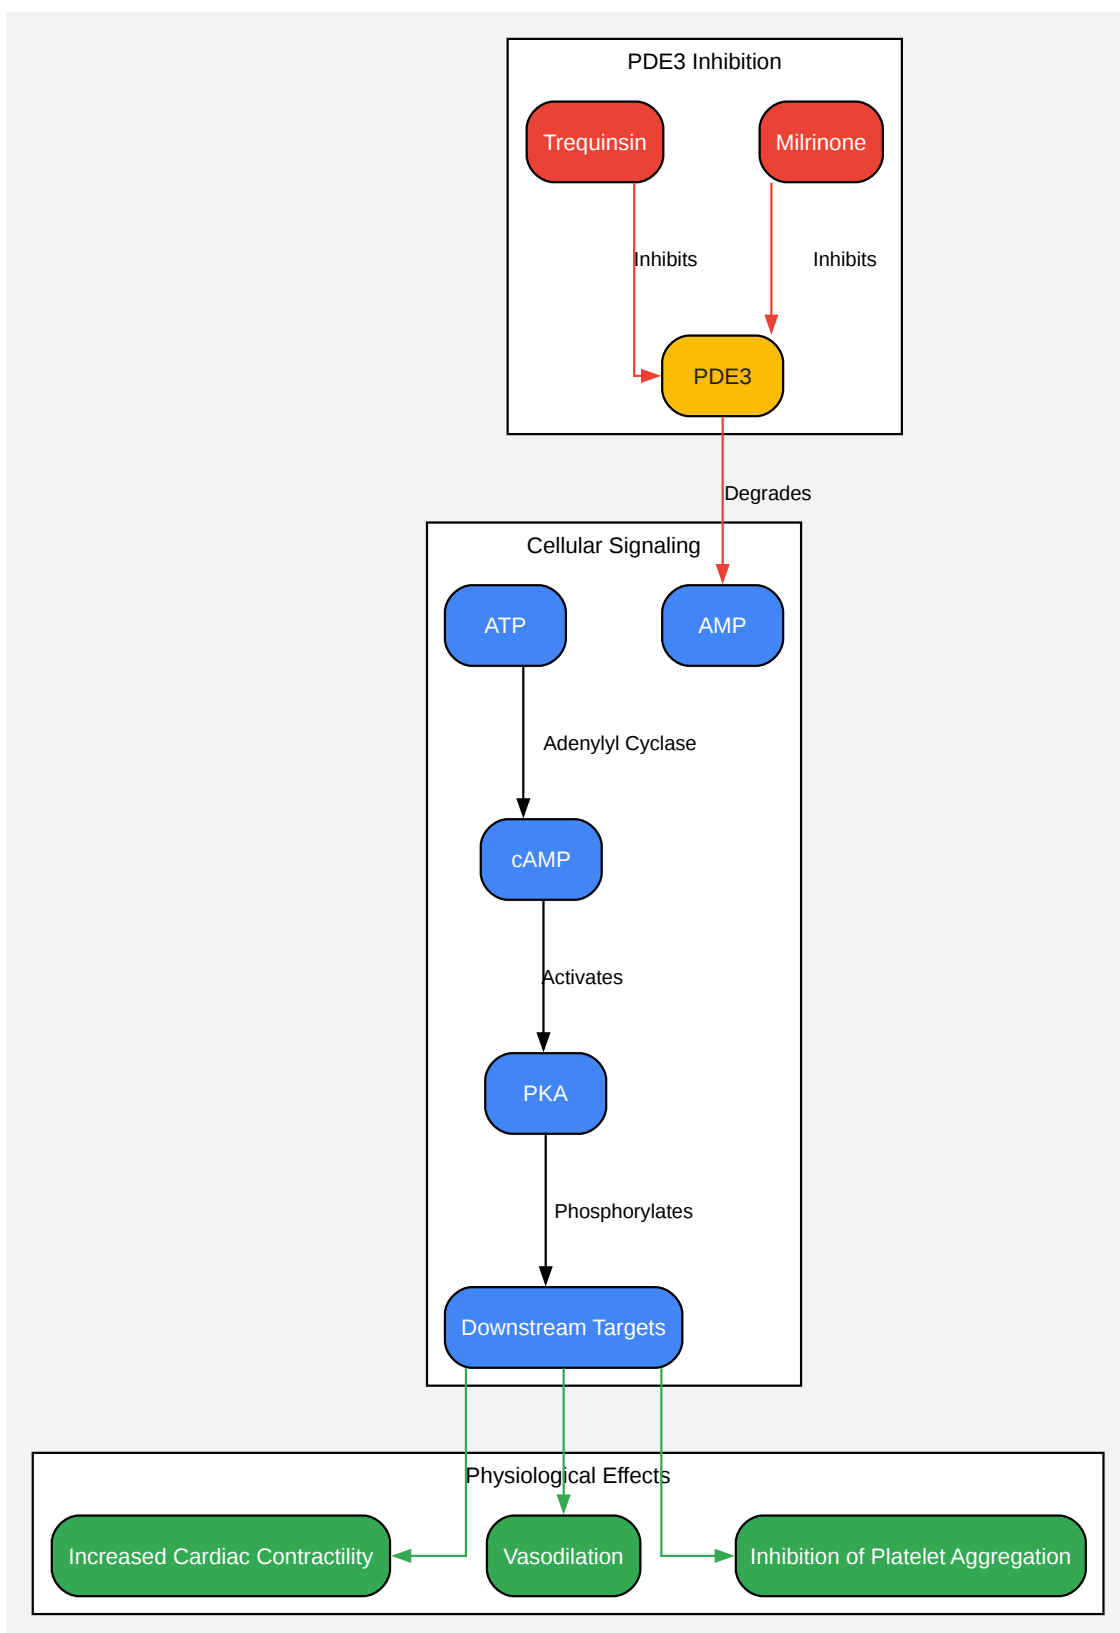 PDE3 Inhibition
Trequinsin
Milrinone
Inhibits
Inhibits
PDE3
Degrades
Cellular Signaling
ATP
AMP
Adenylyl Cyclase
cAMP
Activates
PKA
Phosphorylates
Downstream Targets
Physiological Effects
Increased Cardiac Contractility
Vasodilation
Inhibition of Platelet Aggregation